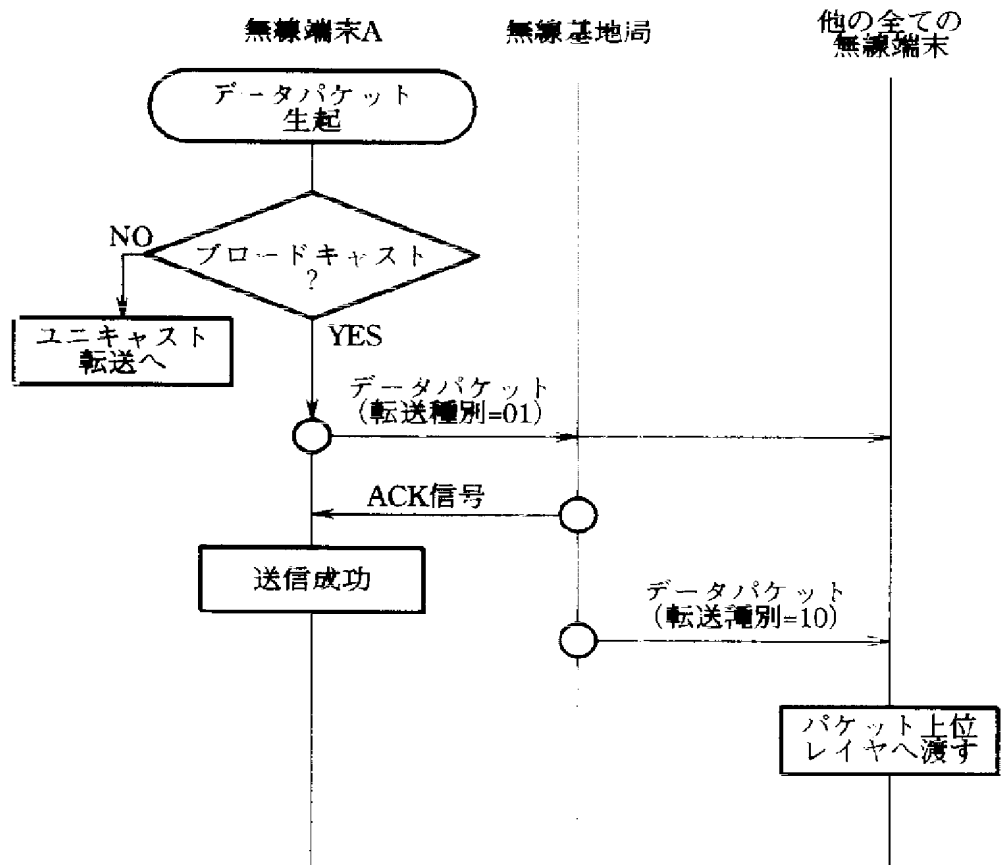 無線端末A
無線基地局
他の全ての
無線端末
データパケット
生起
NO
ブロードキャスト
?
YES
ユニキャスト
転送へ
データパケット
(転送種別=01)
ACK信号
送信成功
データパケット
(転送種別=10)
パケット上位
レイヤへ渡す